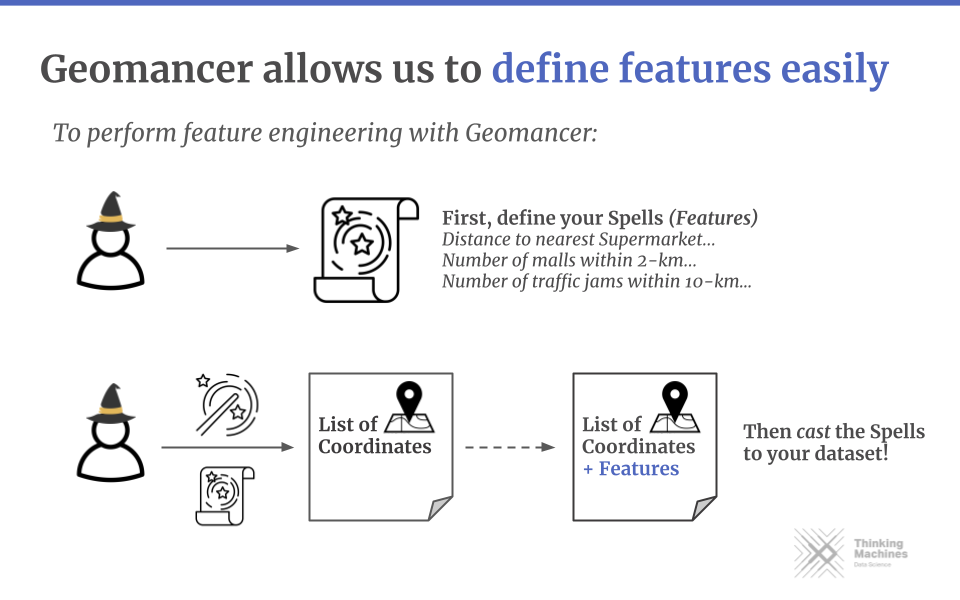 Geomancer allows us to define features easily
To perform feature engineering with Geomancer:
First, define your Spells (Features)
Distance to nearest Supermarket...
Number of malls within 2-km...
Number of traffic jams within 10-km...
List of
Coordinates
List of
Coordinates
+ Features
Then cast the Spells
to your dataset!
Thinking
Machines
Data Science